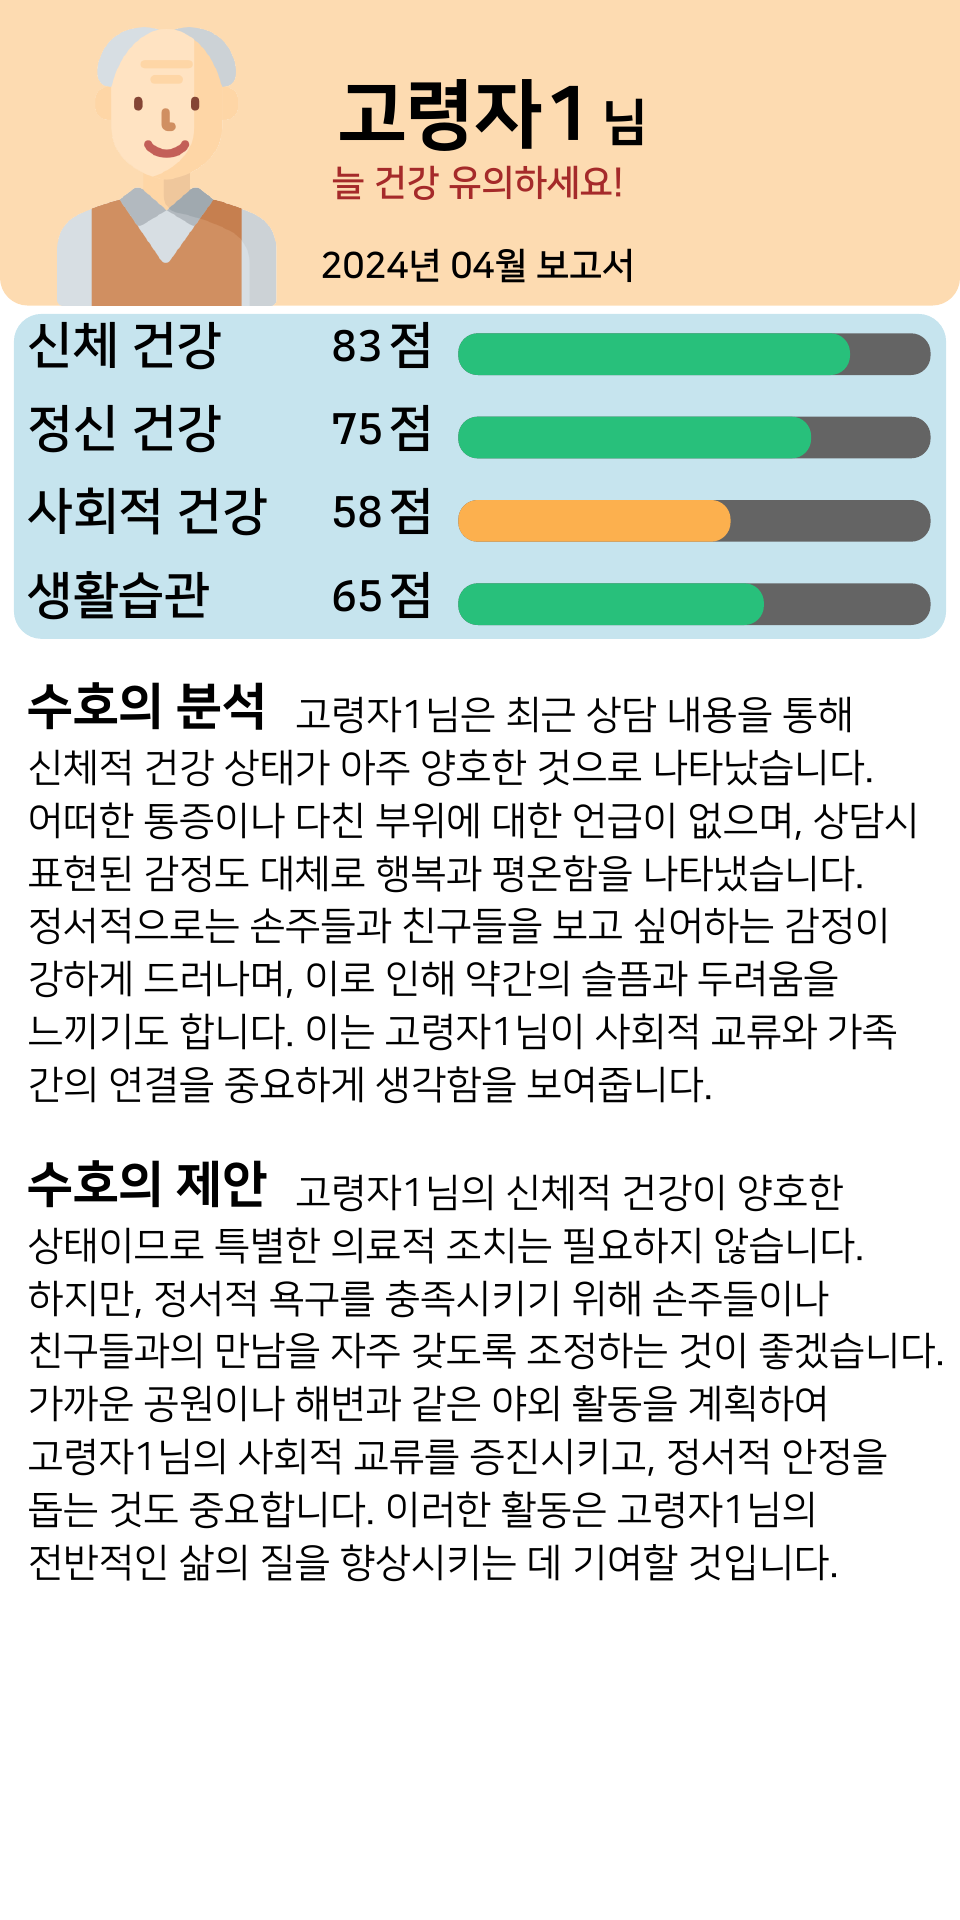 고령자1 님
늘 건강 유의하세요!
2024년 04월 보고서
신체 건강 83 점
정신 건강 75 점
사회적 건강 58 점
생활습관 65 점
수호의 분석 고령자1님은 최근 상담 내용을 통해
신체적 건강 상태가 아주 양호한 것으로 나타났습니다.
어떠한 통증이나 다친 부위에 대한 언급이 없으며, 상담시
표현된 감정도 대체로 행복과 평온함을 나타냈습니다.
정서적으로는 손주들과 친구들을 보고 싶어하는 감정이
강하게 드러나며, 이로 인해 약간의 슬픔과 두려움을
느끼기도 합니다. 이는 고령자1님이 사회적 교류와 가족
간의 연결을 중요하게 생각함을 보여줍니다.
수호의 제안 고령자1님의 신체적 건강이 양호한
상태이므로 특별한 의료적 조치는 필요하지 않습니다.
하지만, 정서적 욕구를 충족시키기 위해 손주들이나
친구들과의 만남을 자주 갖도록 조정하는 것이 좋겠습니다.
가까운 공원이나 해변과 같은 야외 활동을 계획하여
고령자1님의 사회적 교류를 증진시키고, 정서적 안정을
돕는 것도 중요합니다. 이러한 활동은 고령자1님의
전반적인 삶의 질을 향상시키는 데 기여할 것입니다.